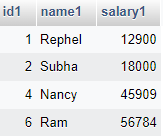 id1 name1 salary1
1 Rephel 12900
2 Subha 18000
4 Nancy 45909
6 Ram 56784